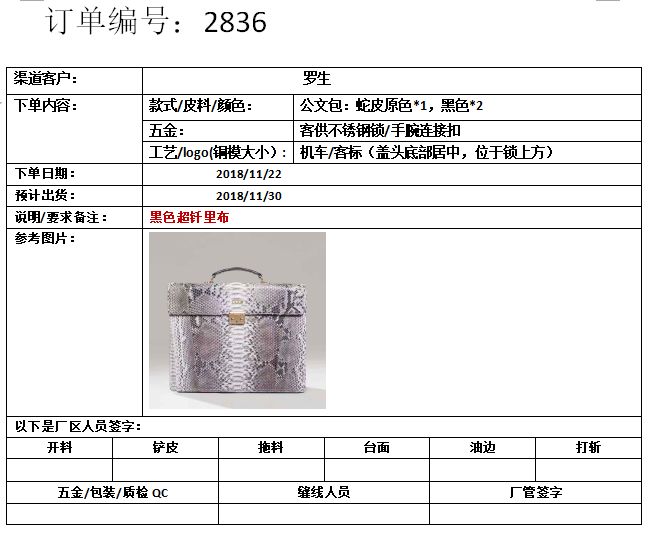 订单编号：2836
渠道客户： 罗生
下单内容： 款式/皮料/颜色： 公文包：蛇皮原色*1，黑色*2
五金： 客供不锈钢锁/手腕连接扣
工艺/logo(铜模大小）： 机车/客标（盖头底部居中，位于锁上方）
下单日期： 2018/11/22
预计出货： 2018/11/30
说明/要求备注： 黑色超钎里布
参考图片：
以下是厂区人员签字：
开料 铲皮 拖料 台面 油边 打斩
五金/包装/质检 QC 缝线人员 厂管签字